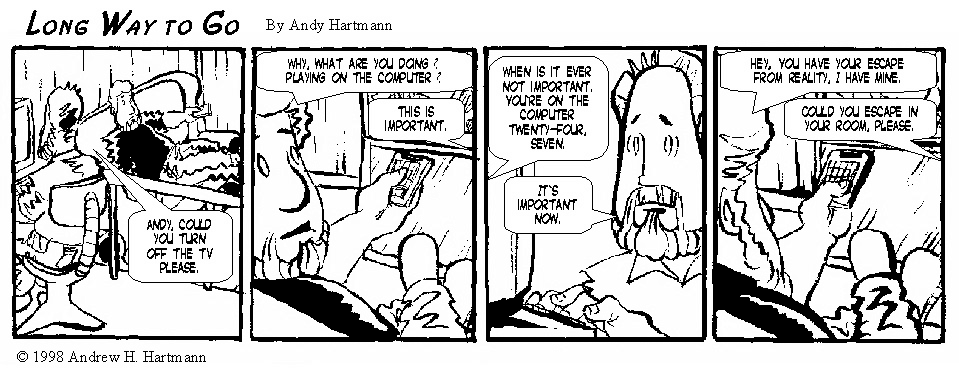 LONG WAY TO GO
By Andy Hartmann
ANDY, COULD
YOU TURN
OFF THE TV
PLEASE.
WHY, WHAT ARE YOU DOING?
PLAYING ON THE COMPUTER?
THIS IS
IMPORTANT.
WHEN IS IT EVER
NOT IMPORTANT.
YOU'RE ON THE
COMPUTER
TWENTY-FOUR,
SEVEN.
IT'S
IMPORTANT
NOW.
HEY, YOU HAVE YOUR ESCAPE
FROM REALITY, I HAVE MINE.
COULD YOU ESCAPE IN
YOUR ROOM, PLEASE.
© 1998 Andrew H. Hartmann